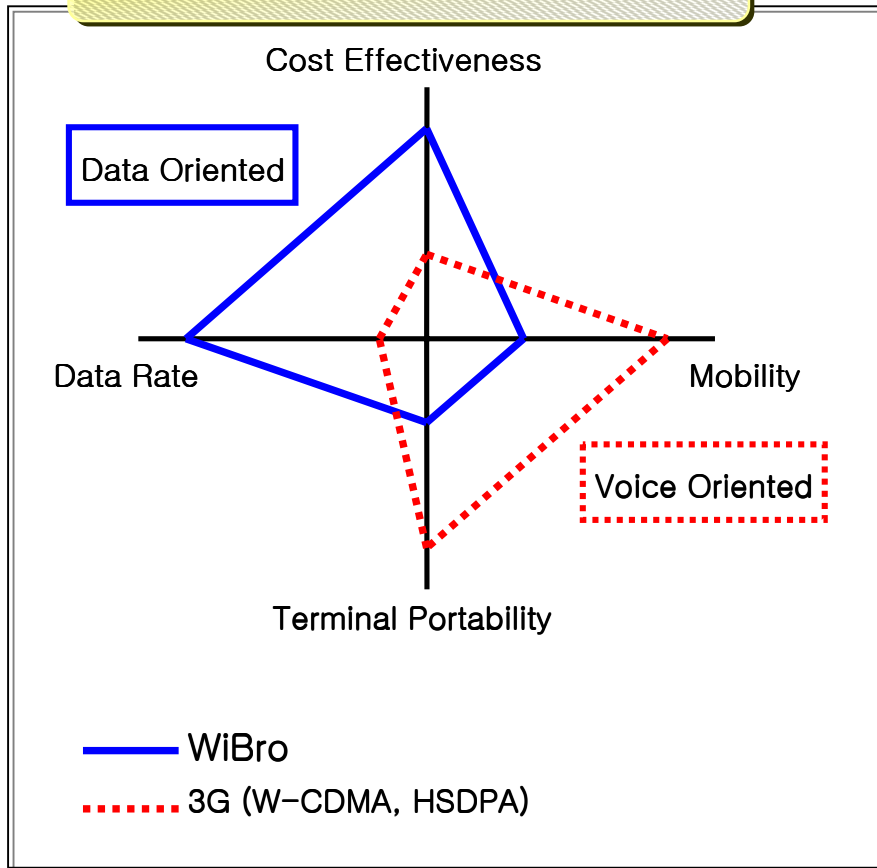 Cost Effectiveness
Data Oriented
Data Rate
Mobility
Voice Oriented
Terminal Portability
WiBro
3G (W-CDMA, HSDPA)